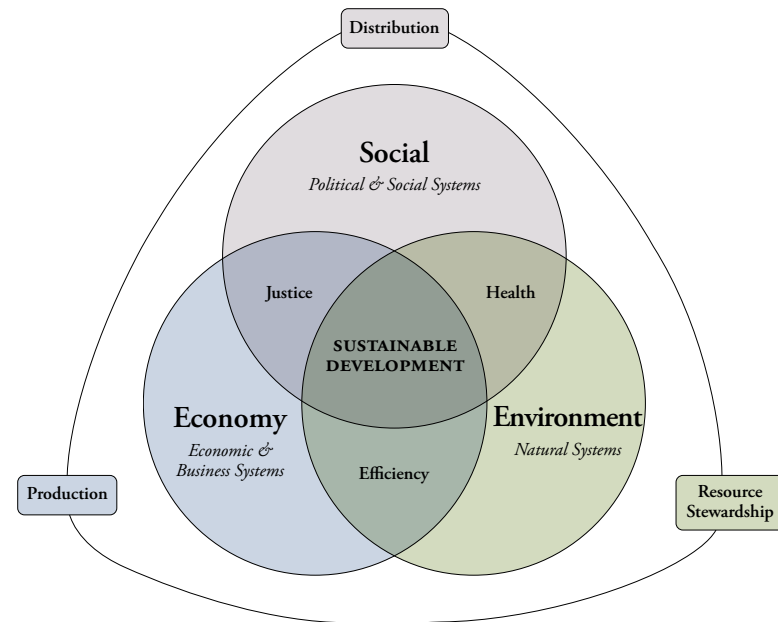 Distribution
Social
Political & Social Systems
Justice
Health
SUSTAINABLE
DEVELOPMENT
Economy
Economic &
Business Systems
Environment
Natural Systems
Efficiency
Production
Resource
Stewardship